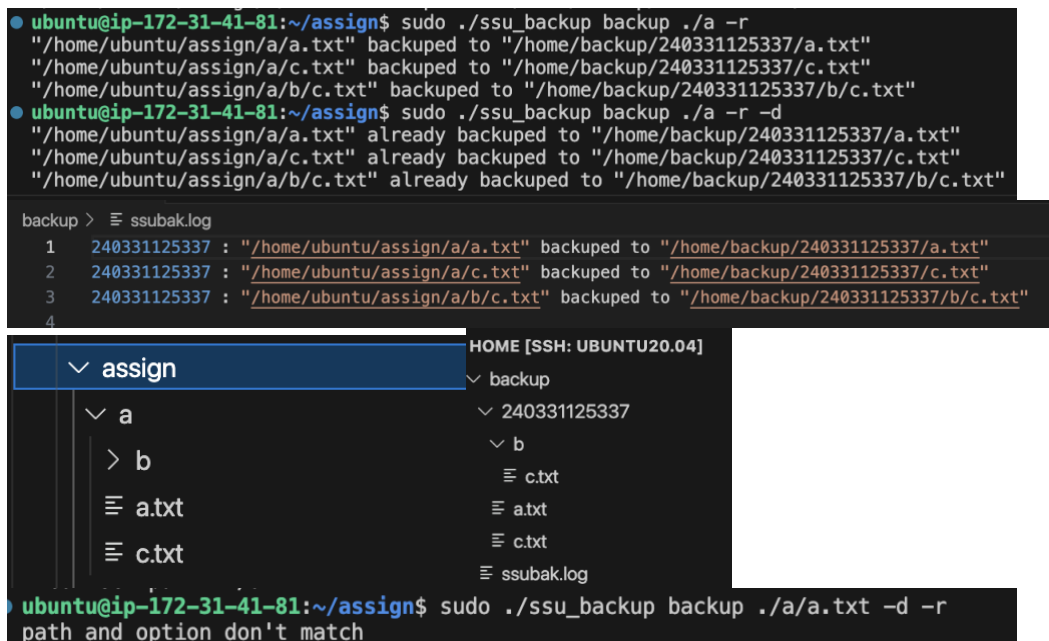 ubuntu@ip-172-31-41-81:~/assign$ sudo ./ssu_backup backup ./a -r
"/home/ubuntu/assign/a/a.txt" backuped to "/home/backup/240331125337/a.txt"
"/home/ubuntu/assign/a/c.txt" backuped to "/home/backup/240331125337/c.txt"
"/home/ubuntu/assign/a/b/c.txt" backuped to "/home/backup/240331125337/b/c.txt"
ubuntu@ip-172-31-41-81:~/assign$ sudo ./ssu_backup backup ./a -r -d
"/home/ubuntu/assign/a/a.txt" already backuped to "/home/backup/240331125337/a.txt"
"/home/ubuntu/assign/a/c.txt" already backuped to "/home/backup/240331125337/c.txt"
"/home/ubuntu/assign/a/b/c.txt" already backuped to "/home/backup/240331125337/b/c.txt"
backup > ssubak.log
1 240331125337 : "/home/ubuntu/assign/a/a.txt" backuped to "/home/backup/240331125337/a.txt"
2 240331125337 : "/home/ubuntu/assign/a/c.txt" backuped to "/home/backup/240331125337/c.txt"
3 240331125337 : "/home/ubuntu/assign/a/b/c.txt" backuped to "/home/backup/240331125337/b/c.txt"
4
assign
a
b
a.txt
c.txt
HOME [SSH: UBUNTU20.04]
backup
240331125337
b
c.txt
a.txt
c.txt
ssubak.log
ubuntu@ip-172-31-41-81:~/assign$ sudo ./ssu_backup backup ./a/a.txt -d -r
path and option don't match